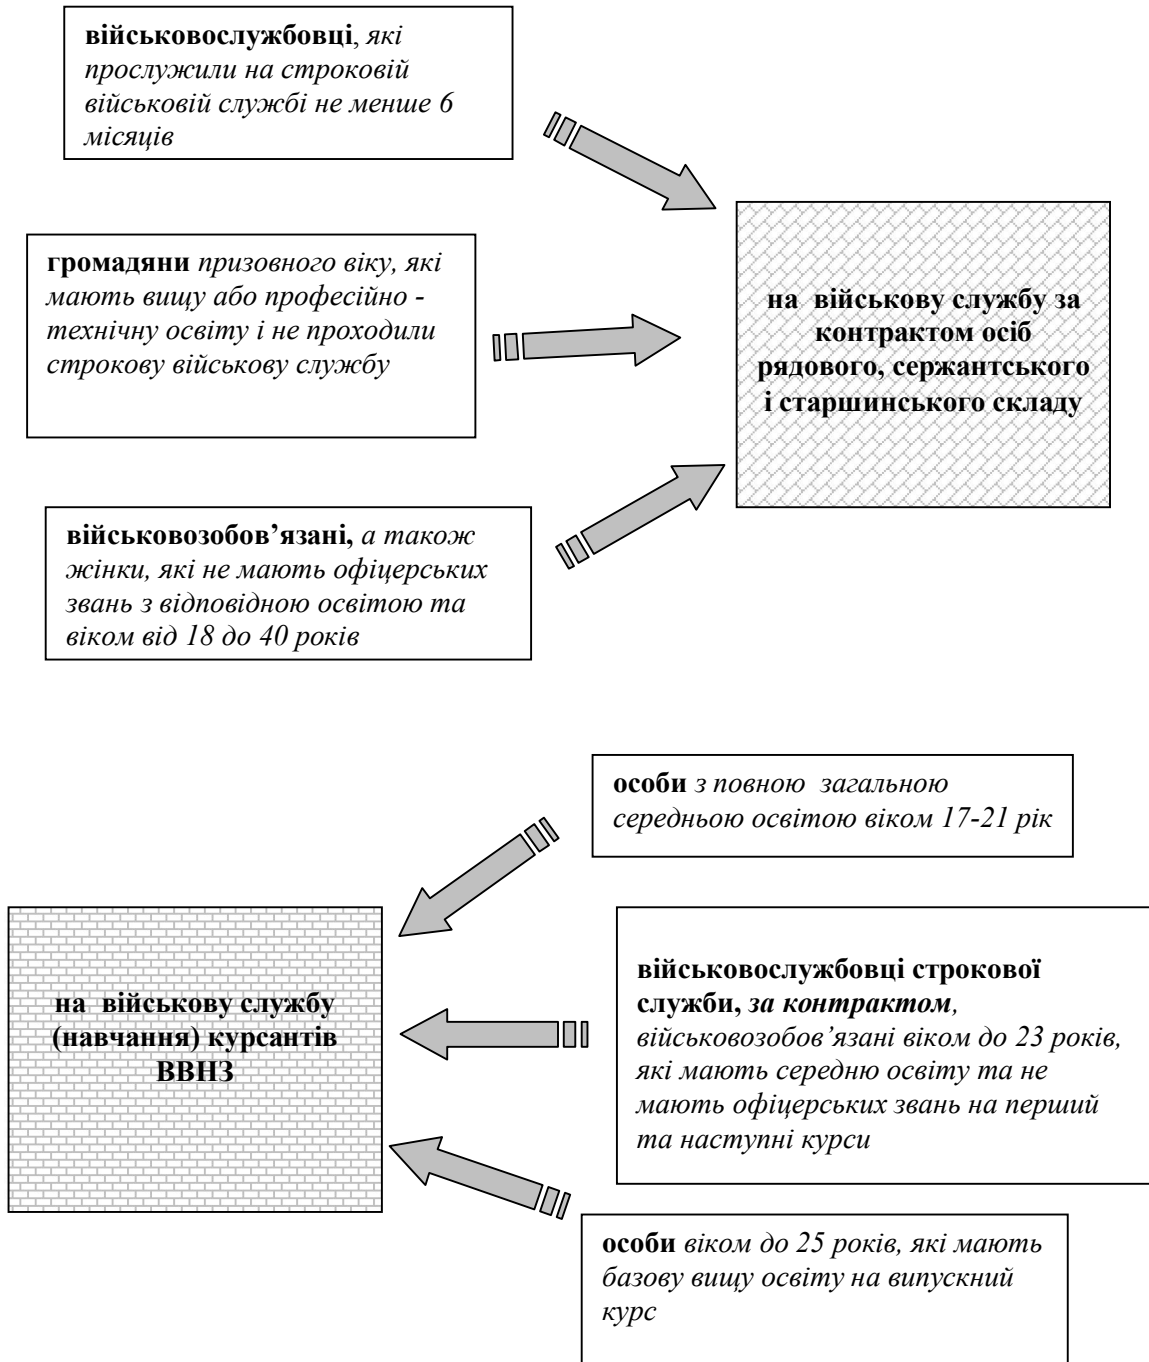 військовослужбовці, які
прослужили на строковій
військовій службі не менше 6
місяців
громадяни призовного віку, які
мають вищу або професійно -
технічну освіту і не проходили
строкову військову службу
на військову службу за
контрактом осіб
рядового, сержантського
і старшинського складу
військовозобов’язані, а також
жінки, які не мають офіцерських
звань з відповідною освітою та
віком від 18 до 40 років
особи з повною загальною
середньою освітою віком 17-21 рік
на військову службу
(навчання) курсантів
ВВНЗ
військовослужбовці строкової
служби, за контрактом,
військовозобов’язані віком до 23 років,
які мають середню освіту та не
мають офіцерських звань на перший
та наступні курси
особи віком до 25 років, які мають
базову вищу освіту на випускний
курс